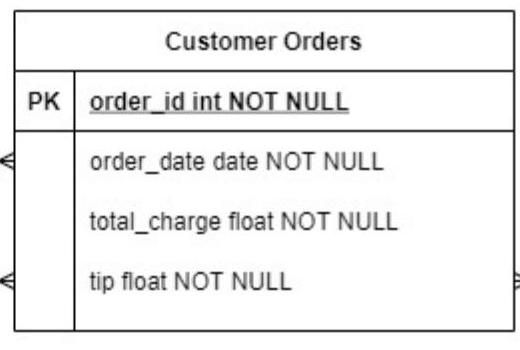 Customer Orders
PK order_id int NOT NULL
order_date date NOT NULL
total_charge float NOT NULL
tip float NOT NULL